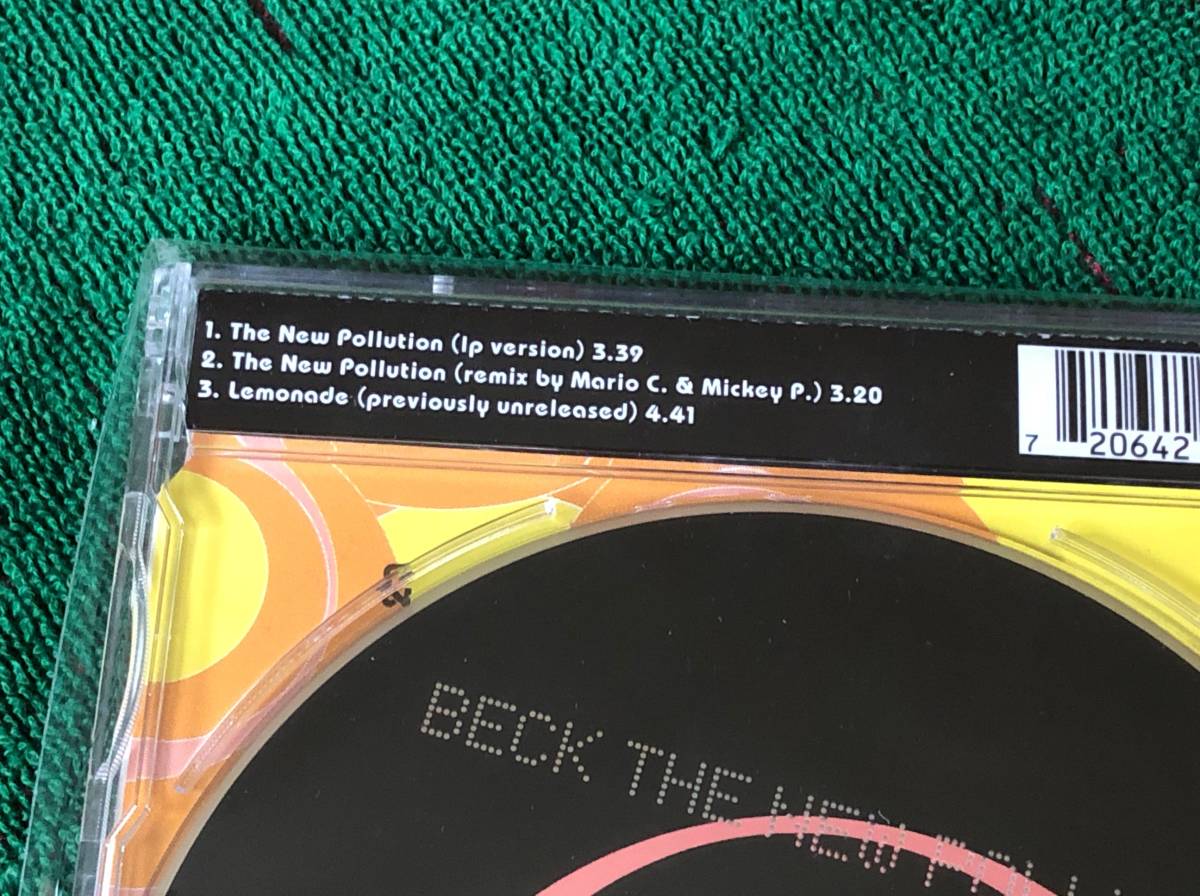 1. The New Pollution (lp version) 3.39
2. The New Pollution (remix by Mario C. & Mickey P.) 3.20
3. Lemonade (previously unreleased) 4.41
7 20642
BECK THE NEW